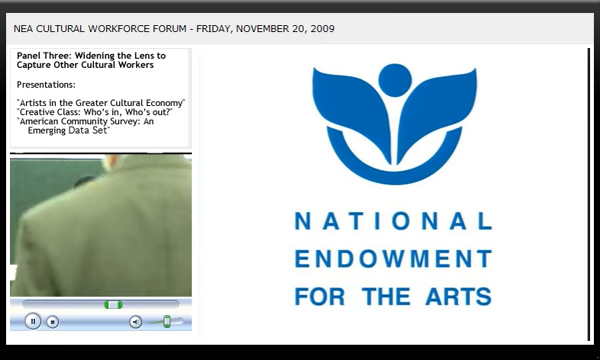 NEA CULTURAL WORKFORCE FORUM - FRIDAY, NOVEMBER 20, 2009
Panel Three: Widening the Lens to
Capture Other Cultural Workers
Presentations:
"Artists in the Greater Cultural Economy"
"Creative Class: Who's in, Who's out?"
"American Community Survey: An
Emerging Data Set"
NATIONAL
ENDOWMENT
FOR THE ARTS